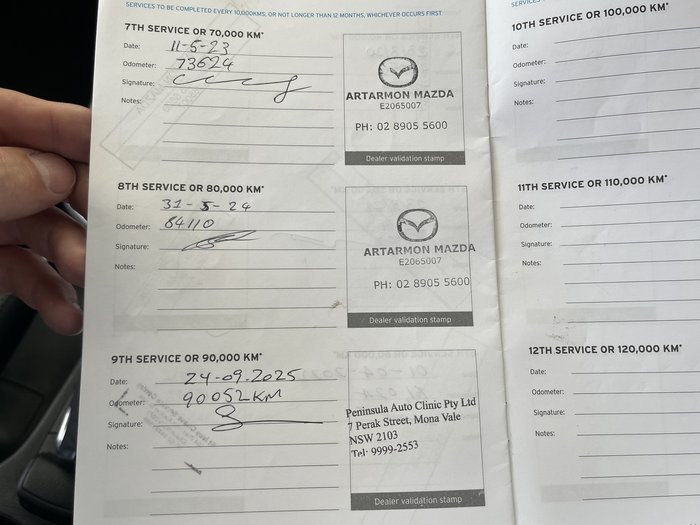 SERVICES TO BE COMPLETED EVERY 10,000KMS, OR NOT LONGER THAN 12 MONTHS, WHICHEVER OCCURS FIRST.
7TH SERVICE OR 70,000 KM*
Date: 11-5-23
Odometer: 73624
Signature:
Notes:
ARTARMON MAZDA
E2065007
PH: 02 8905 5600
Dealer validation stamp
8TH SERVICE OR 80,000 KM*
Date: 31-5-24
Odometer: 84110
Signature:
Notes:
ARTARMON MAZDA
E2065007
PH: 02 8905 5600
Dealer validation stamp
9TH SERVICE OR 90,000 KM*
Date: 24-09.2025
Odometer: 90052KM
Signature:
Notes:
Peninsula Auto Clinic Pty Ltd
7 Perak Street, Mona Vale
NSW 2103
Tel: 9999-2553
Dealer validation stamp
SERVICES
10TH SERVICE OR 100,000 KM*
Date:
Odometer:
Signature:
Notes:
11TH SERVICE OR 110,000 KM*
Date:
Odometer:
Signature:
Notes:
12TH SERVICE OR 120,000 KM*
Date:
Odometer:
Signature:
Notes: